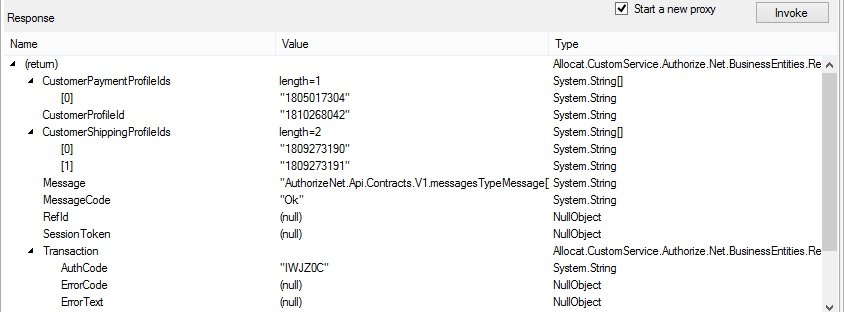 Start a new proxy Invoke
Response
Name Value Type
(return) Allocat.CustomService.Authorize.Net.BusinessEntities.Re
CustomerPaymentProfileIds length=1 System.String[]
[0] "1805017304" System.String
CustomerProfileId "1810268042" System.String
CustomerShippingProfileIds length=2 System.String[]
[0] "1809273190" System.String
[1] "1809273191" System.String
Message "AuthorizeNet.Api.Contracts.V1.messagesTypeMessage[ System.String
MessageCode "Ok" System.String
RefId (null) NullObject
SessionToken (null) NullObject
Transaction Allocat.CustomService.Authorize.Net.BusinessEntities.Re
AuthCode "IWJZ0C" System.String
ErrorCode (null) NullObject
ErrorText (null) NullObject